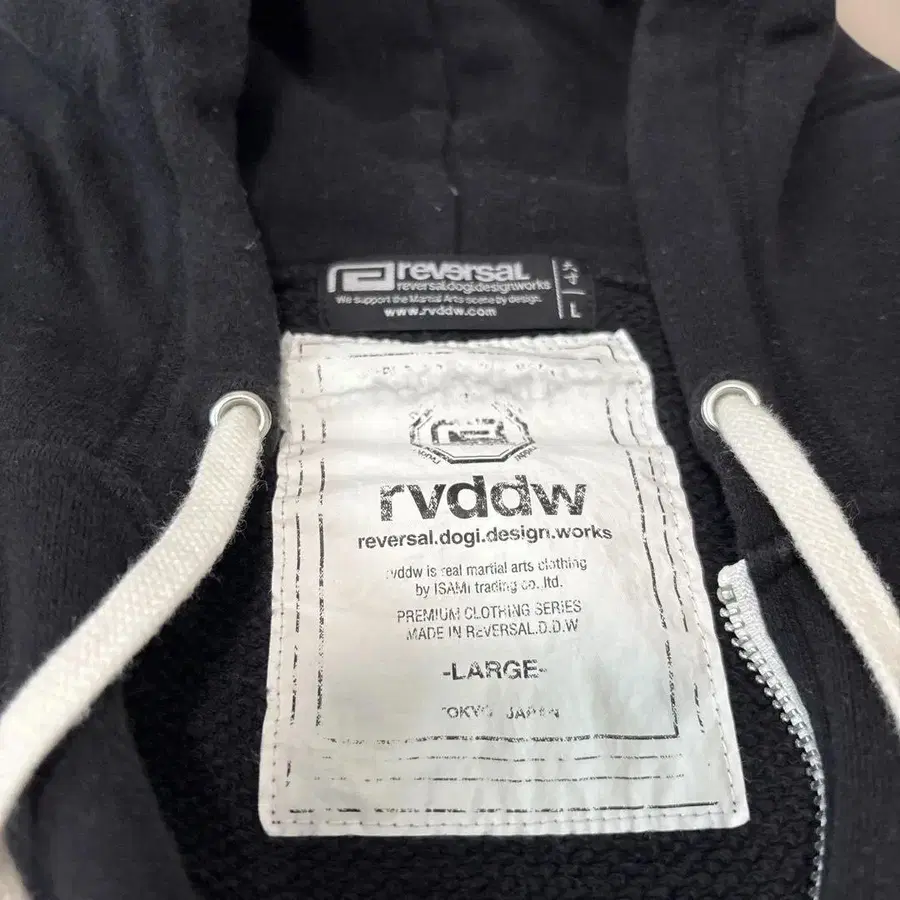 reversal
reversal.dogi.designworks
We support the Martial Arts scene by design.
www.rvddw.com
大寸
L
rvddw
reversal.dogi.design.works
rvddw is real martial arts clothing
by ISAMI trading co.,ltd.
PREMIUM CLOTHING SERIES
MADE IN REVERSAL.D.D.W
-LARGE-
TOKYO JAPAN